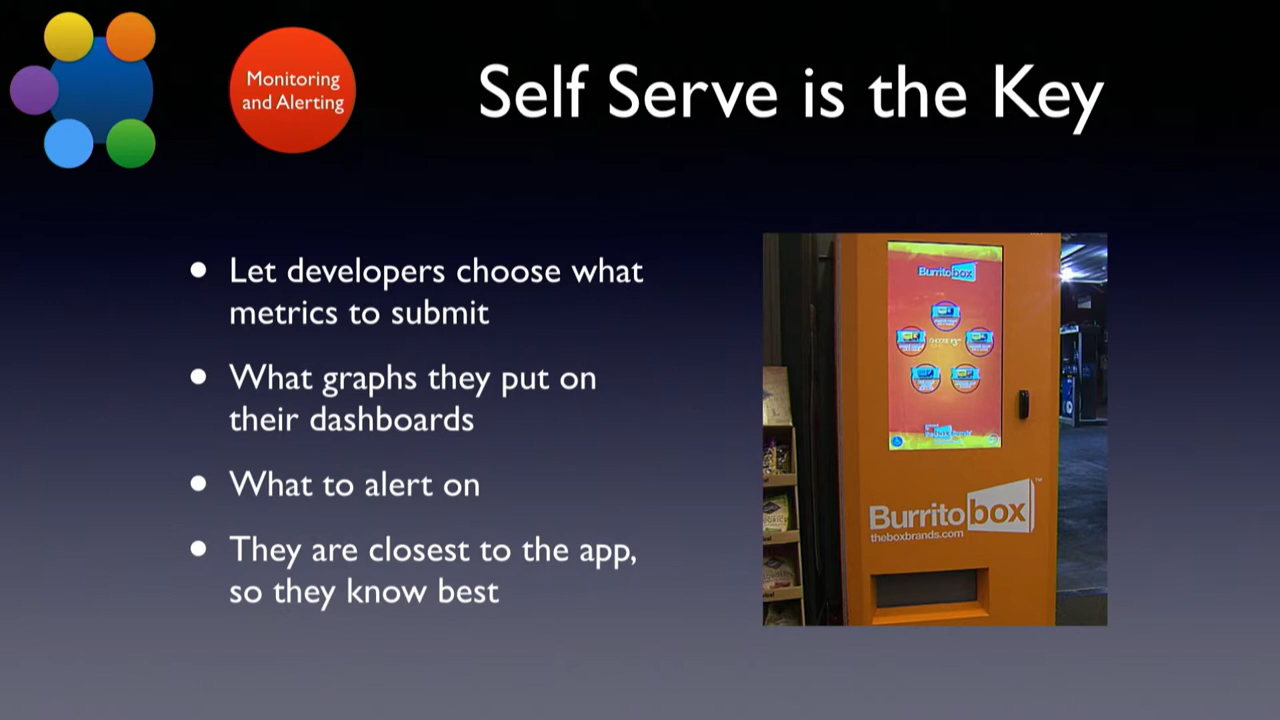 Monitoring
and Alerting
Self Serve is the Key
Let developers choose what
metrics to submit
What graphs they put on
their dashboards
What to alert on
They are closest to the app,
so they know best
Burritobox
Burritobox™
theboxbrands.com